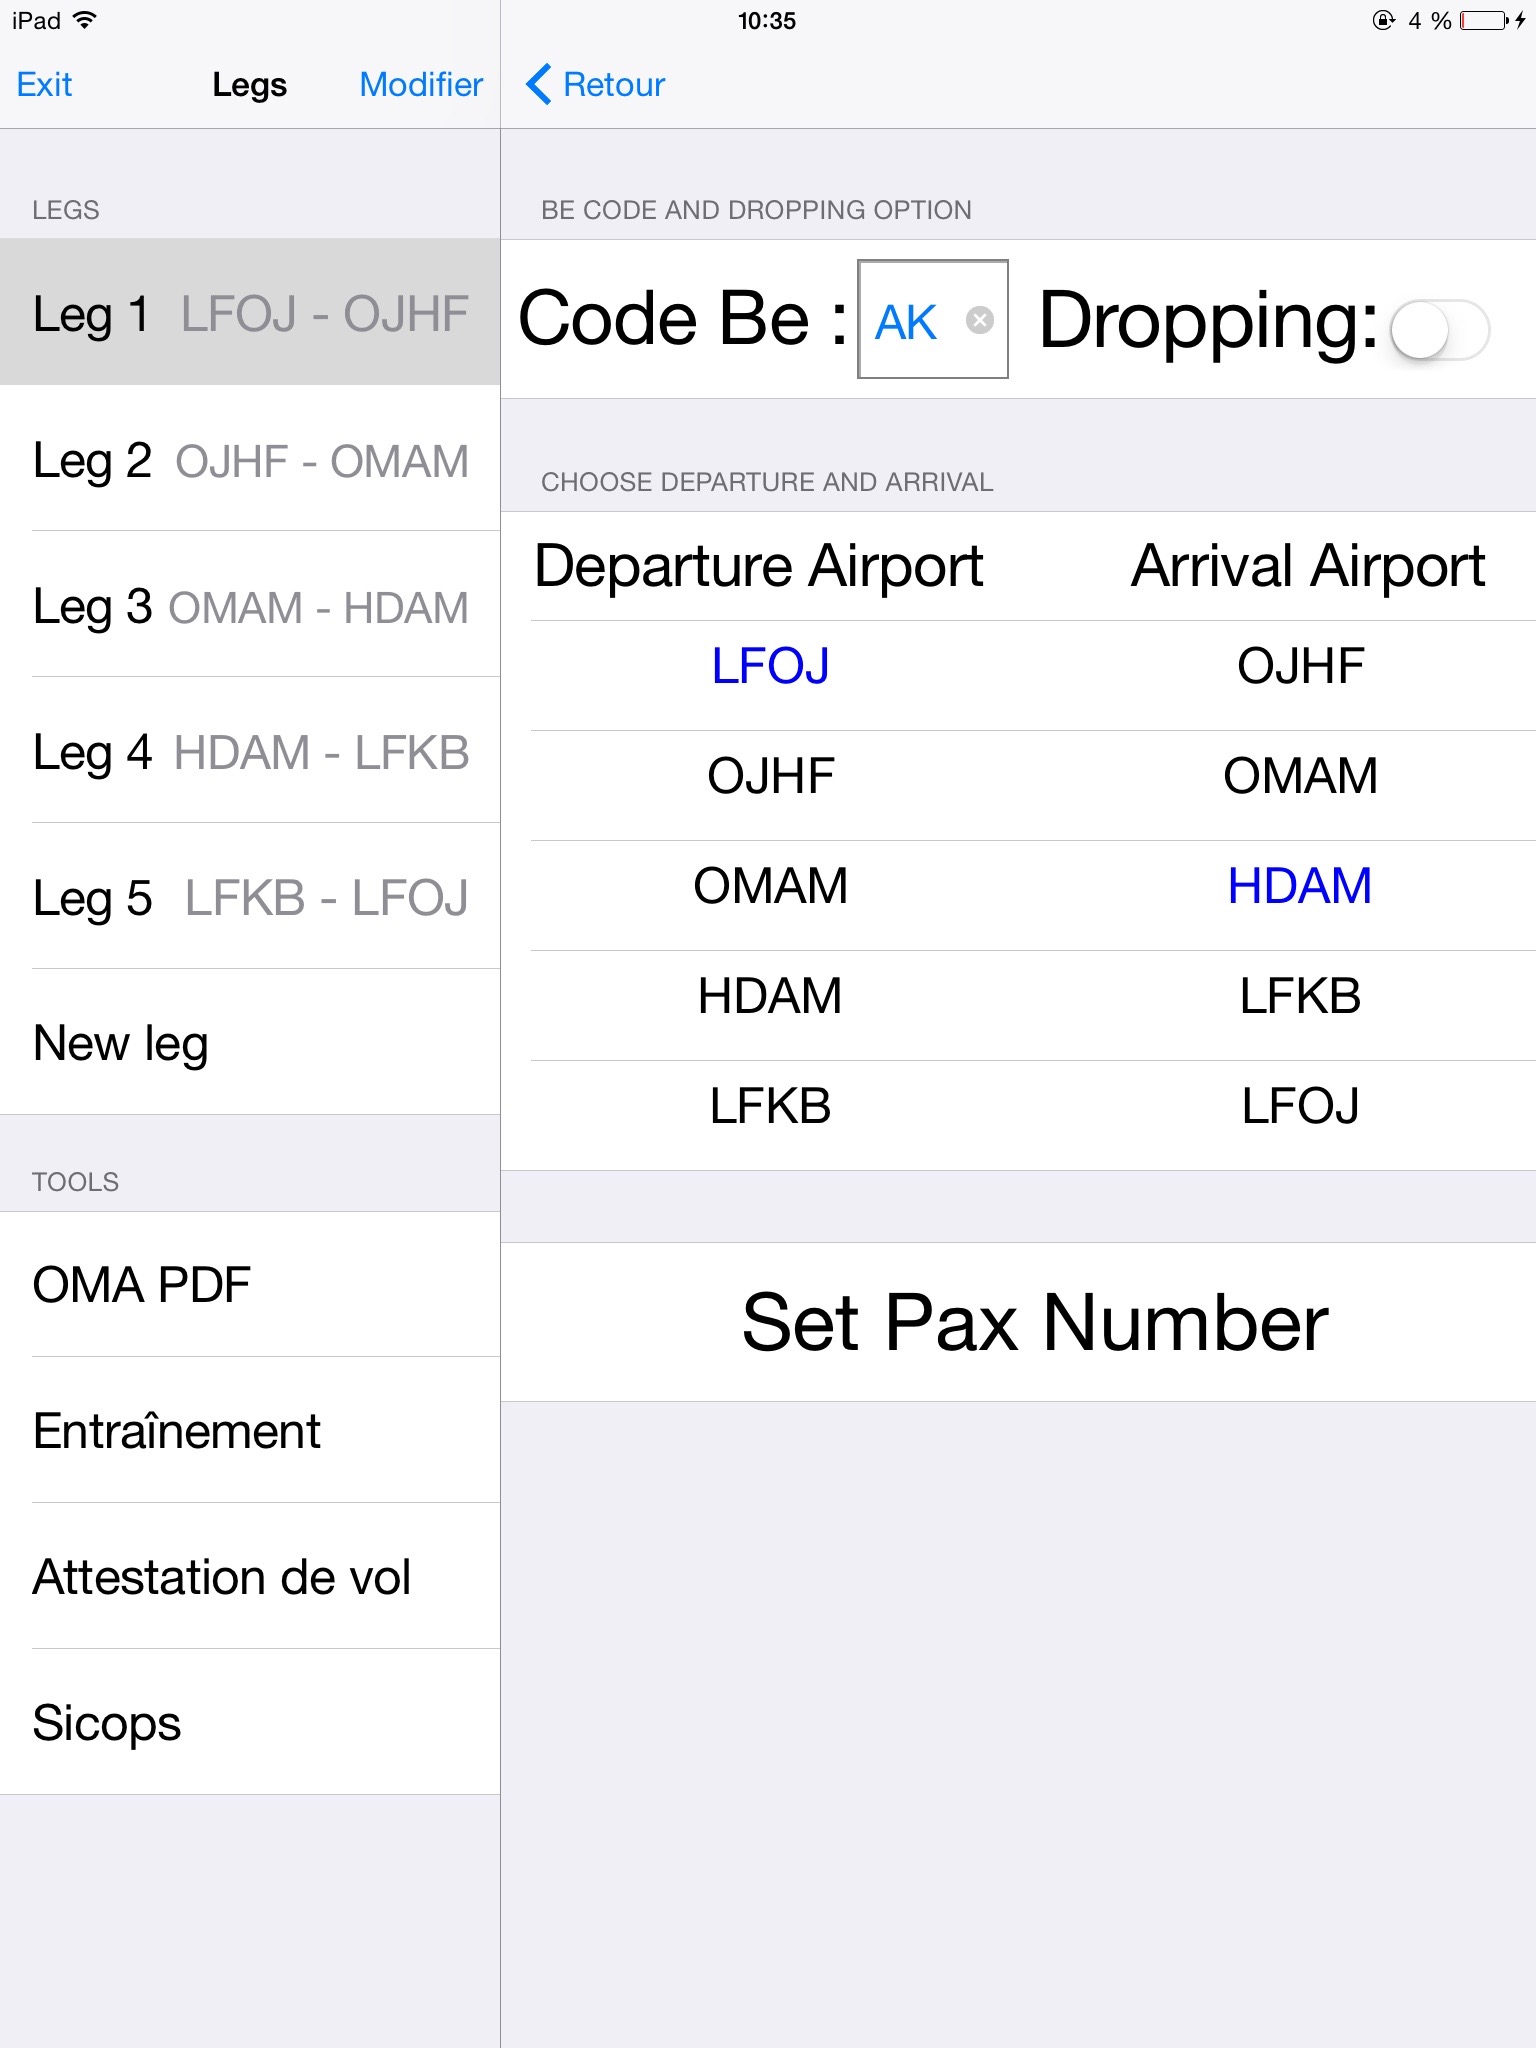 iPad 10:35 4 %
Exit Legs Modifier
Retour
LEGS
Leg 1 LFOJ - OJHF
Leg 2 OJHF - OMAM
Leg 3 OMAM - HDAM
Leg 4 HDAM - LFKB
Leg 5 LFKB - LFOJ
New leg
TOOLS
OMA PDF
Entraînement
Attestation de vol
Sicops
BE CODE AND DROPPING OPTION
Code Be : AK Dropping:
CHOOSE DEPARTURE AND ARRIVAL
Departure Airport Arrival Airport
LFOJ OJHF
OJHF OMAM
OMAM HDAM
HDAM LFKB
LFKB LFOJ
Set Pax Number